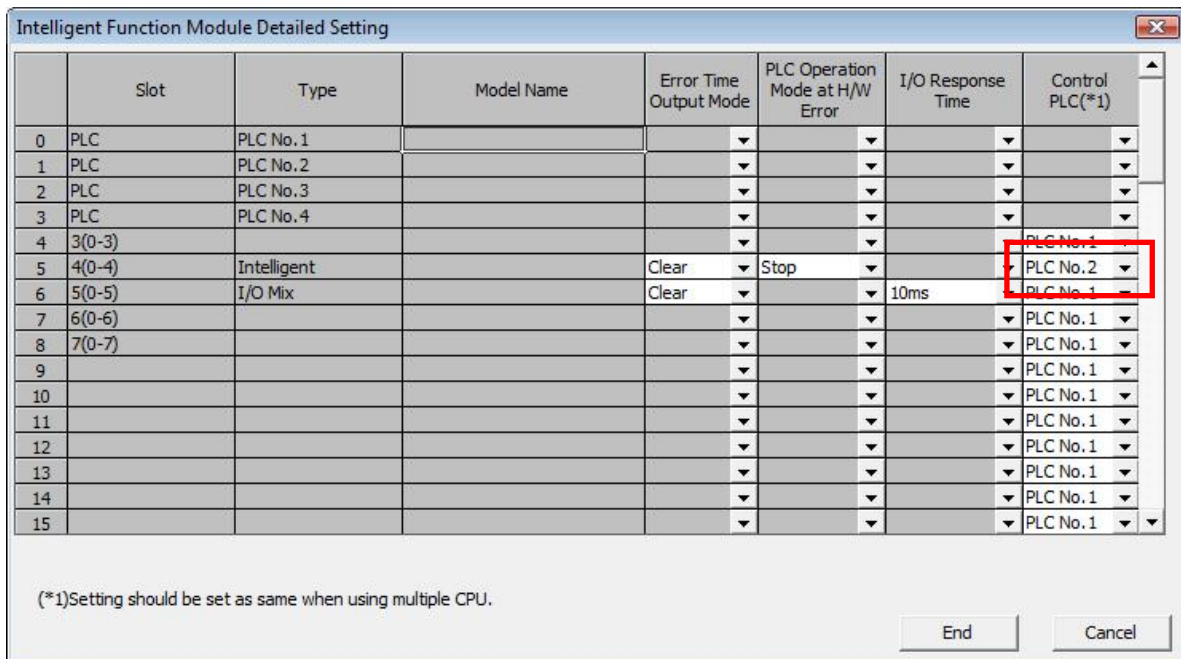 Intelligent Function Module Detailed Setting
Slot Type Model Name Error Time Output Mode PLC Operation Mode at H/W Error I/O Response Time Control PLC(*1)
0 PLC PLC No.1
1 PLC PLC No.2
2 PLC PLC No.3
3 PLC PLC No.4
4 3(0-3) PLC No.1
5 4(0-4) Intelligent Clear Stop PLC No.2
6 5(0-5) I/O Mix Clear 10ms PLC No.1
7 6(0-6) PLC No.1
8 7(0-7) PLC No.1
9 PLC No.1
10 PLC No.1
11 PLC No.1
12 PLC No.1
13 PLC No.1
14 PLC No.1
15 PLC No.1
(*1)Setting should be set as same when using multiple CPU.
End Cancel